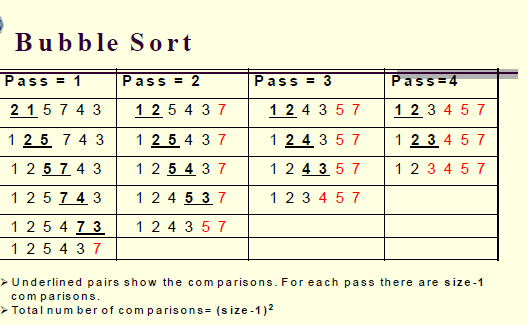 Bubble Sort
Pass = 1 Pass = 2 Pass = 3 Pass=4
2 1 5 7 4 3 1 2 5 4 3 7 1 2 4 3 5 7 1 2 3 4 5 7
1 2 5 7 4 3 1 2 5 4 3 7 1 2 4 3 5 7 1 2 3 4 5 7
1 2 5 7 4 3 1 2 5 4 3 7 1 2 4 3 5 7 1 2 3 4 5 7
1 2 5 7 4 3 1 2 4 5 3 7 1 2 3 4 5 7
1 2 5 4 7 3 1 2 4 3 5 7
1 2 5 4 3 7
➢ Underlined pairs show the comparisons. For each pass there are size-1
comparisons.
➢ Total number of comparisons= (size-1)²